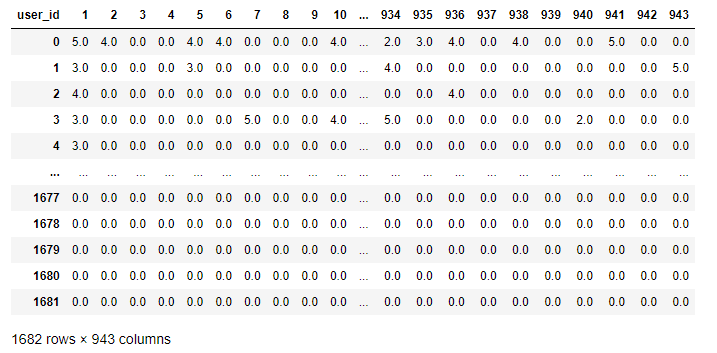 user_id 1 2 3 4 5 6 7 8 9 10 ... 934 935 936 937 938 939 940 941 942 943
0 5.0 4.0 0.0 0.0 4.0 4.0 0.0 0.0 0.0 4.0 ... 2.0 3.0 4.0 0.0 4.0 0.0 0.0 5.0 0.0 0.0
1 3.0 0.0 0.0 0.0 3.0 0.0 0.0 0.0 0.0 0.0 ... 4.0 0.0 0.0 0.0 0.0 0.0 0.0 0.0 0.0 5.0
2 4.0 0.0 0.0 0.0 0.0 0.0 0.0 0.0 0.0 0.0 ... 0.0 0.0 4.0 0.0 0.0 0.0 0.0 0.0 0.0 0.0
3 3.0 0.0 0.0 0.0 0.0 0.0 5.0 0.0 0.0 4.0 ... 5.0 0.0 0.0 0.0 0.0 0.0 2.0 0.0 0.0 0.0
4 3.0 0.0 0.0 0.0 0.0 0.0 0.0 0.0 0.0 0.0 ... 0.0 0.0 0.0 0.0 0.0 0.0 0.0 0.0 0.0 0.0
... ... ... ... ... ... ... ... ... ... ... ... ... ... ... ... ... ... ... ... ... ...
1677 0.0 0.0 0.0 0.0 0.0 0.0 0.0 0.0 0.0 0.0 ... 0.0 0.0 0.0 0.0 0.0 0.0 0.0 0.0 0.0 0.0
1678 0.0 0.0 0.0 0.0 0.0 0.0 0.0 0.0 0.0 0.0 ... 0.0 0.0 0.0 0.0 0.0 0.0 0.0 0.0 0.0 0.0
1679 0.0 0.0 0.0 0.0 0.0 0.0 0.0 0.0 0.0 0.0 ... 0.0 0.0 0.0 0.0 0.0 0.0 0.0 0.0 0.0 0.0
1680 0.0 0.0 0.0 0.0 0.0 0.0 0.0 0.0 0.0 0.0 ... 0.0 0.0 0.0 0.0 0.0 0.0 0.0 0.0 0.0 0.0
1681 0.0 0.0 0.0 0.0 0.0 0.0 0.0 0.0 0.0 0.0 ... 0.0 0.0 0.0 0.0 0.0 0.0 0.0 0.0 0.0 0.0
1682 rows × 943 columns